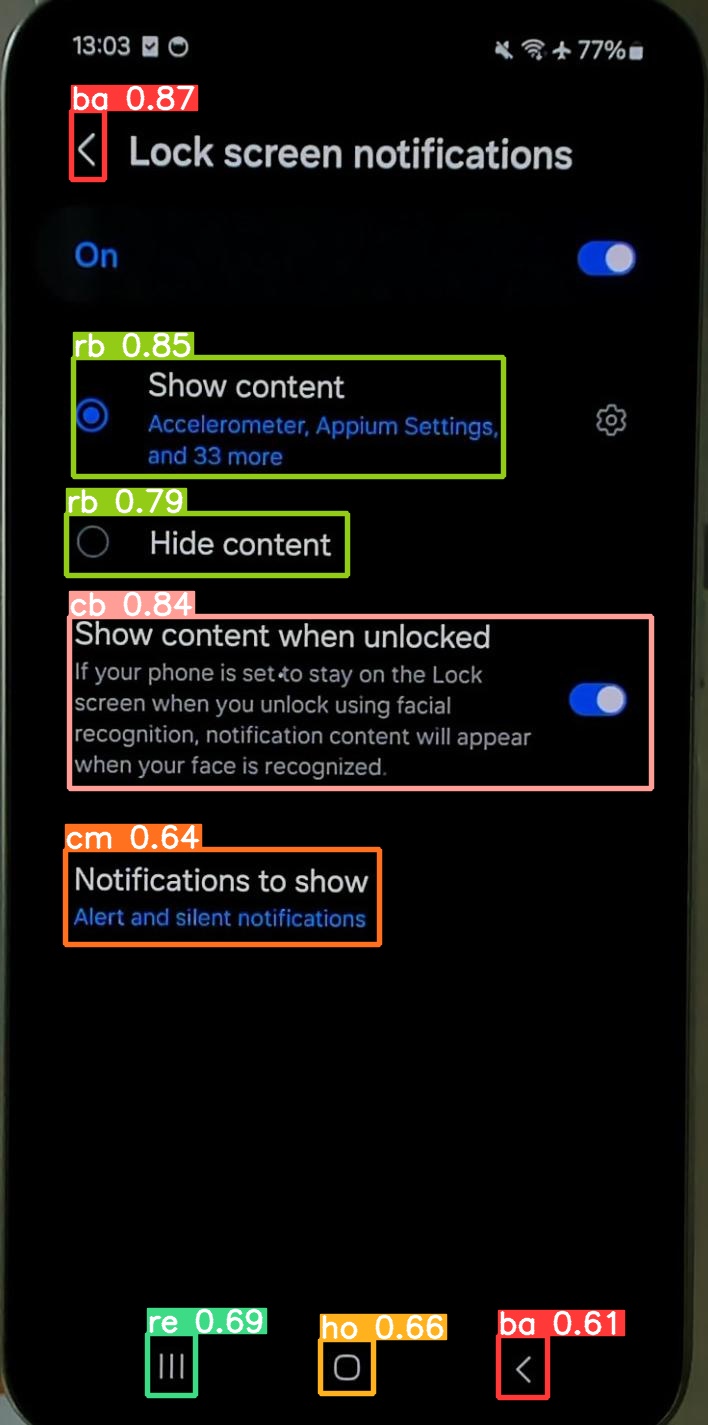 13:03 77%
ba 0.87
Lock screen notifications
On
rb 0.85
Show content
Accelerometer, Appium Settings,
and 33 more
rb 0.79
Hide content
cb 0.84
Show content when unlocked
If your phone is set to stay on the Lock
screen when you unlock using facial
recognition, notification content will appear
when your face is recognized.
cm 0.64
Notifications to show
Alert and silent notifications
re 0.69 ho 0.66 ba 0.61